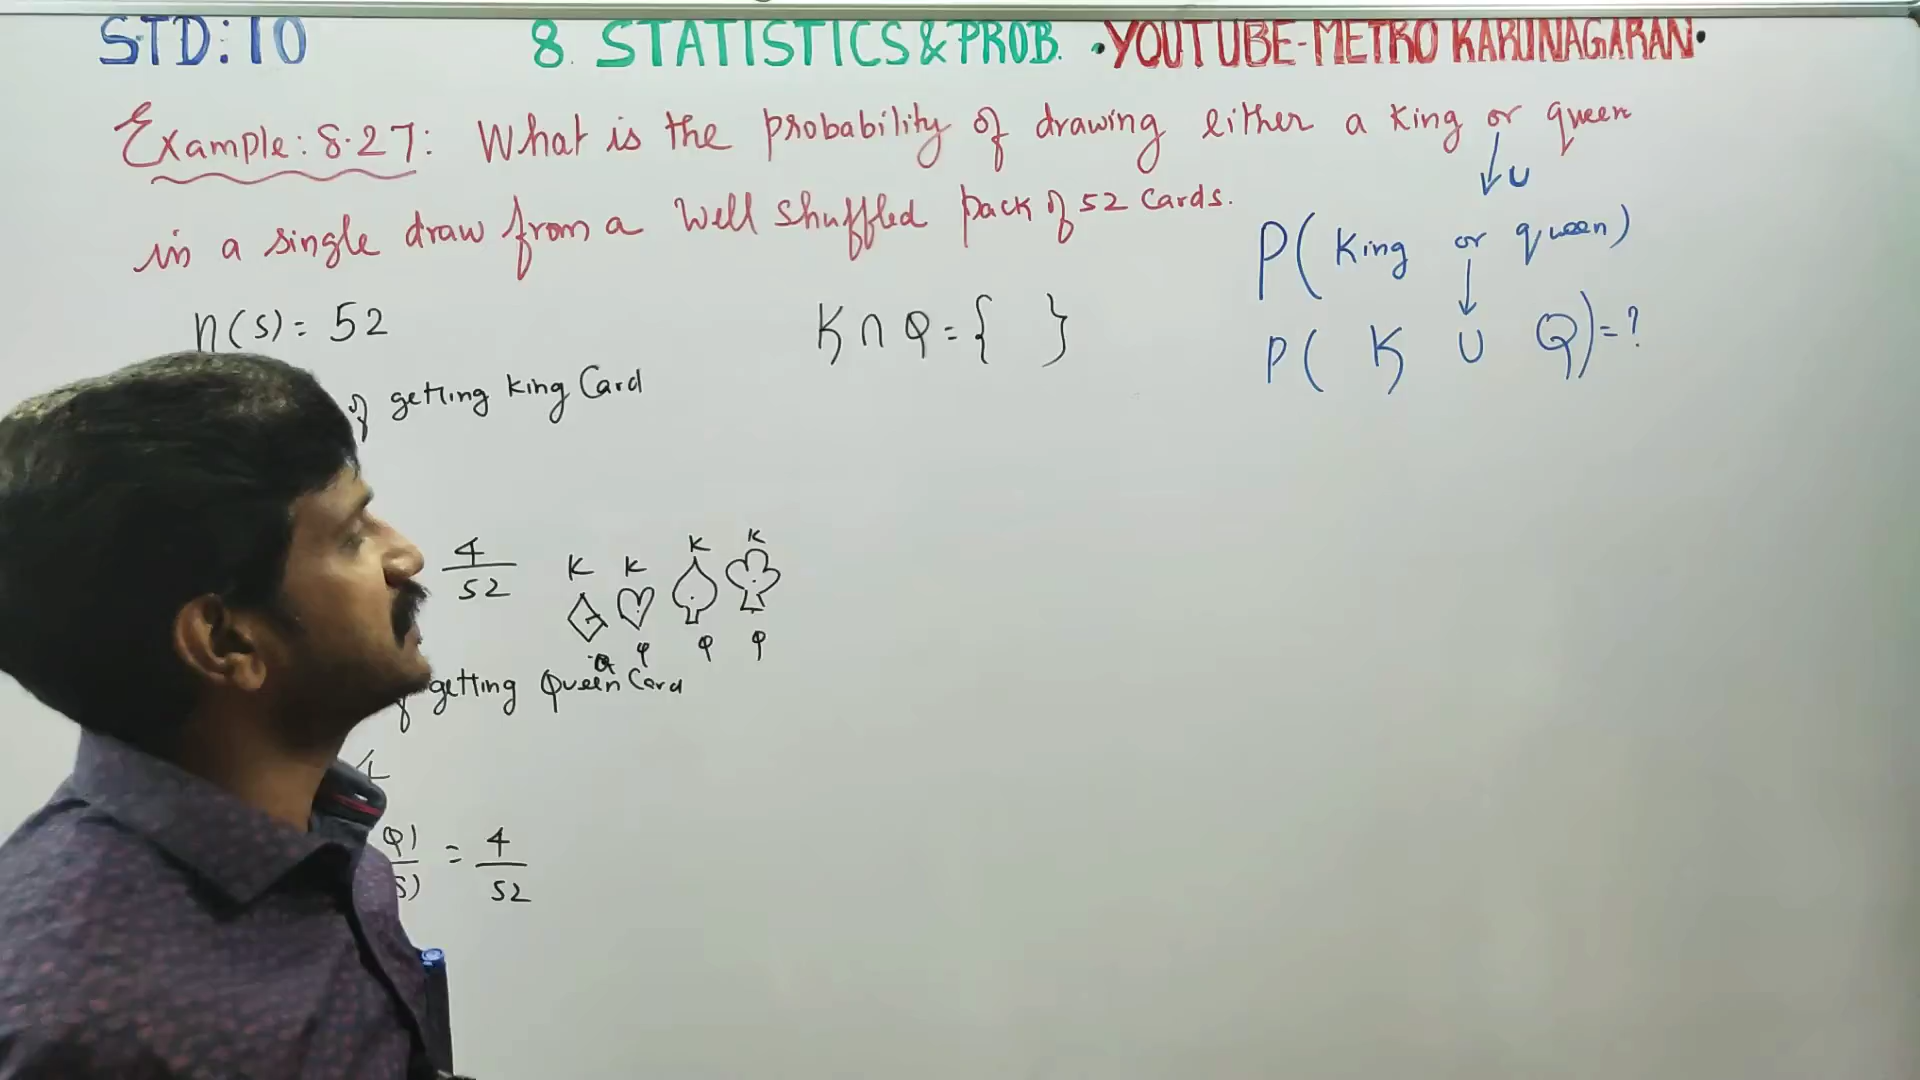 STD: 10 8. STATISTICS & PROB. • YOUTUBE-METRO KARUNAGARAN •
Example: 8.27: What is the probability of drawing either a king or queen
in a single draw from a well shuffled pack of 52 cards.
U
P( King or queen)
n(s) = 52
K ∩ Q = { }
P( K U Q) = ?
of getting King Card
4/52
K K K K
Q Q Q Q
getting Queen Card
Q)/s) = 4/52